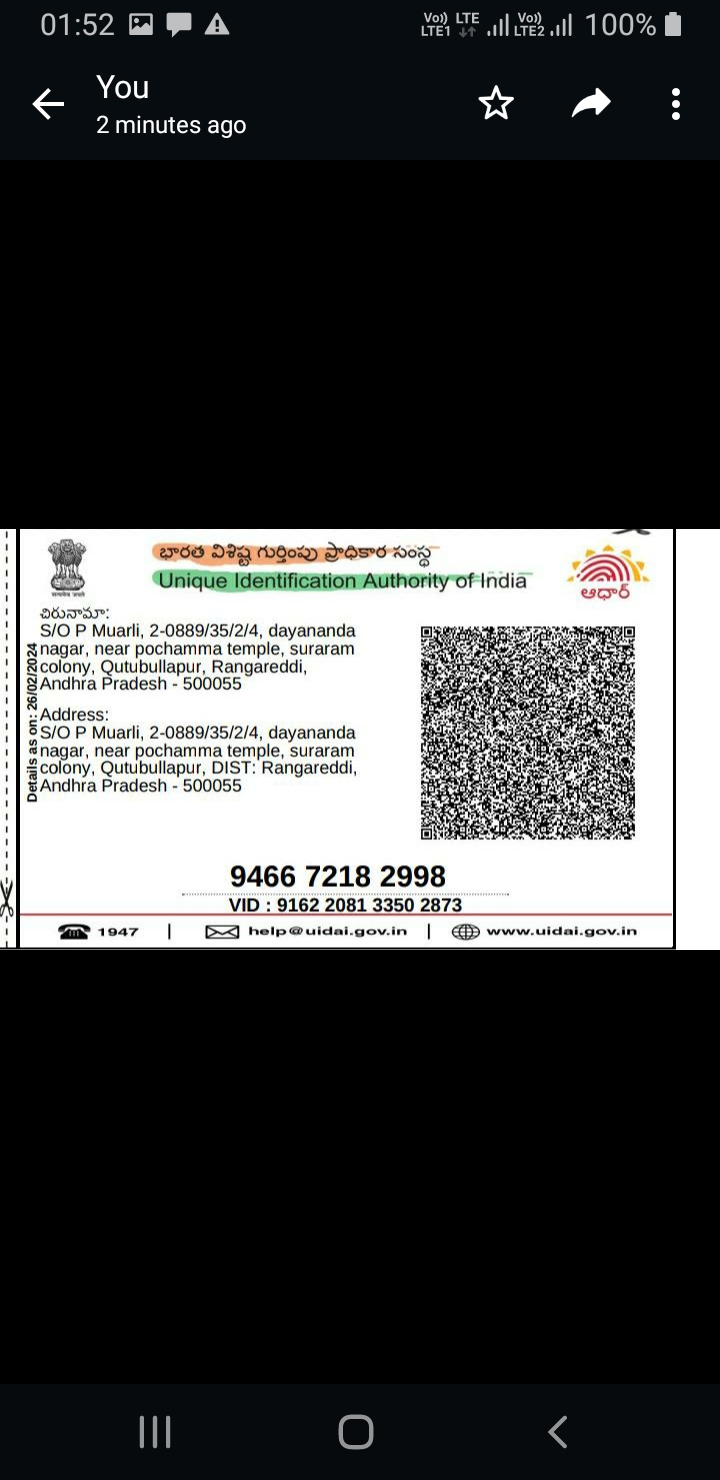 01:52 Vo)) LTE LTE1 Vo)) LTE2 100%
You
2 minutes ago
భారత విశిష్ట గుర్తింపు ప్రాధికార సంస్థ
Unique Identification Authority of India
ఆధార్
Details as on: 26/02/2024
చిరునామా:
S/O P Muarli, 2-0889/35/2/4, dayananda
nagar, near pochamma temple, suraram
colony, Qutubullapur, Rangareddi,
Andhra Pradesh - 500055
Address:
S/O P Muarli, 2-0889/35/2/4, dayananda
nagar, near pochamma temple, suraram
colony, Qutubullapur, DIST: Rangareddi,
Andhra Pradesh - 500055
9466 7218 2998
VID : 9162 2081 3350 2873
1947 | help@uidai.gov.in | www.uidai.gov.in